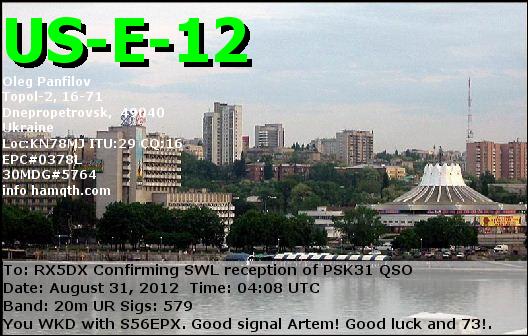 US-E-12
Oleg Panfilov
Topol-2, 16-71
Dnepropetrovsk, 49040
Ukraine
Loc:KN78MJ ITU:29 CQ:16
EPC#0378L
30MDG#5764
info hamqth.com
To: RX5DX Confirming SWL reception of PSK31 QSO
Date: August 31, 2012 Time: 04:08 UTC
Band: 20m UR Sigs: 579
You WKD with S56EPX. Good signal Artem! Good luck and 73!.